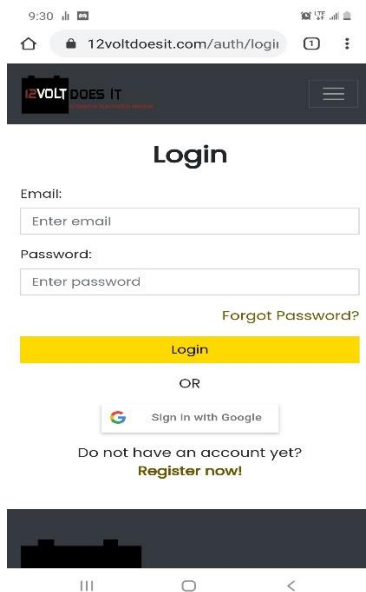 9:30
LTE
12voltdoesit.com/auth/logi
1
12VOLT DOES IT
Login
Email:
Enter email
Password:
Enter password
Forgot Password?
Login
OR
Sign in with Google
Do not have an account yet?
Register now!